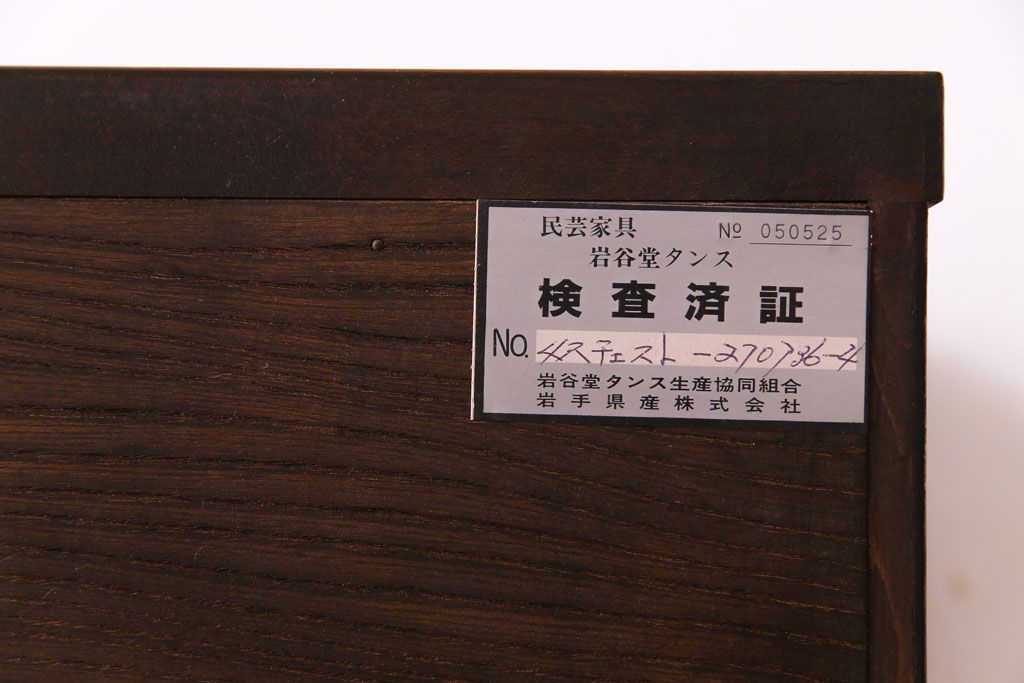 民芸家具 № 050525
岩谷堂タンス
検査済証
No. 4スチェスト-270736-4
岩谷堂タンス生産協同組合
岩手県産株式会社